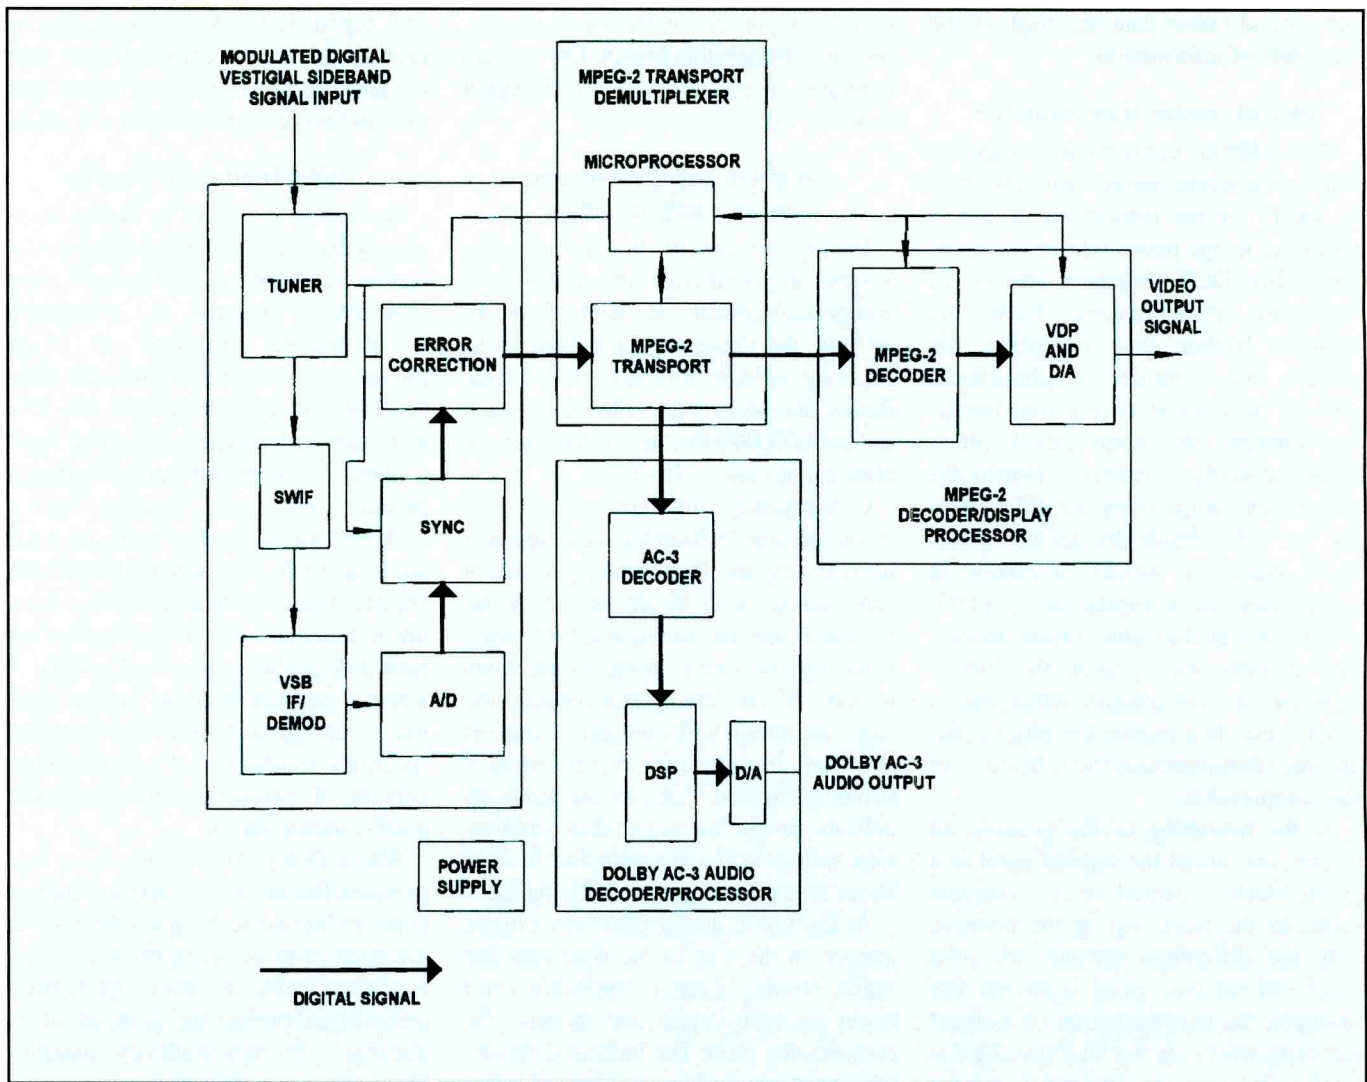 MODULATED DIGITAL
VESTIGIAL SIDEBAND
SIGNAL INPUT
MPEG-2 TRANSPORT
DEMULTIPLEXER
MICROPROCESSOR
TUNER
ERROR
CORRECTION
MPEG-2
TRANSPORT
MPEG-2
DECODER
VDP
AND
D/A
VIDEO
OUTPUT
SIGNAL
SWIF
SYNC
AC-3
DECODER
MPEG-2
DECODER/DISPLAY
PROCESSOR
VSB
IF/
DEMOD
A/D
DSP
D/A
DOLBY AC-3
AUDIO OUTPUT
POWER
SUPPLY
DOLBY AC-3 AUDIO
DECODER/PROCESSOR
DIGITAL SIGNAL